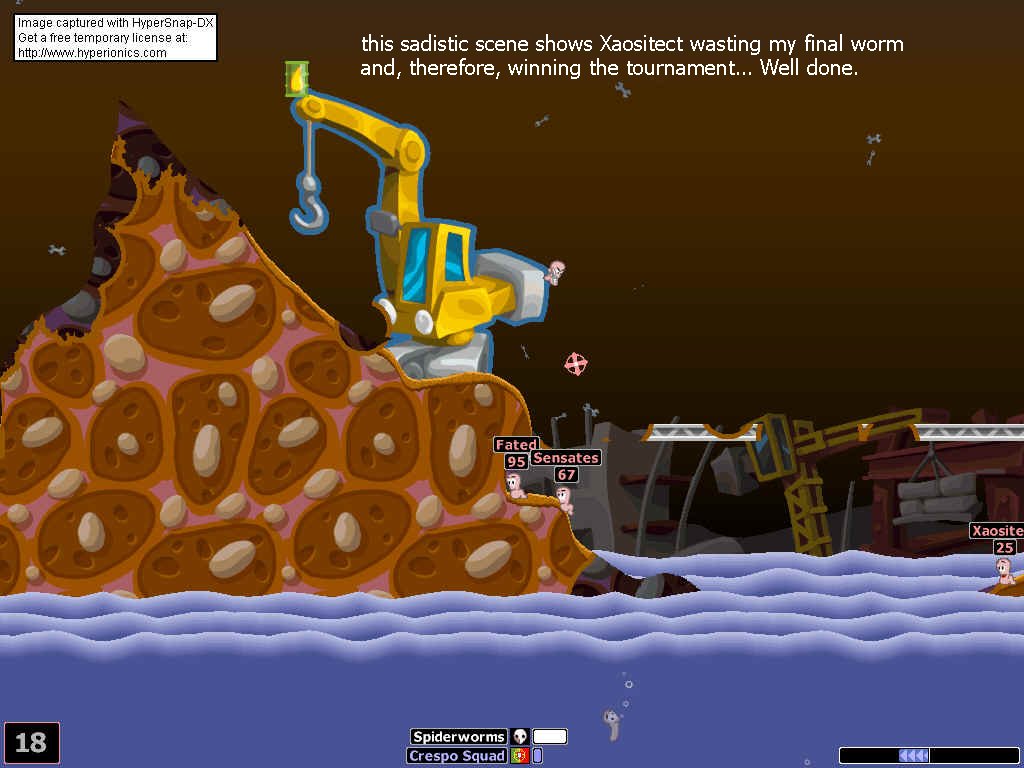 Image captured with HyperSnap-DX
Get a free temporary license at:
http://www.hyperionics.com
this sadistic scene shows Xaositect wasting my final worm
and, therefore, winning the tournament... Well done.
Fated
95
Sensates
67
Xaosite
25
18
Spiderworms
Crespo Squad